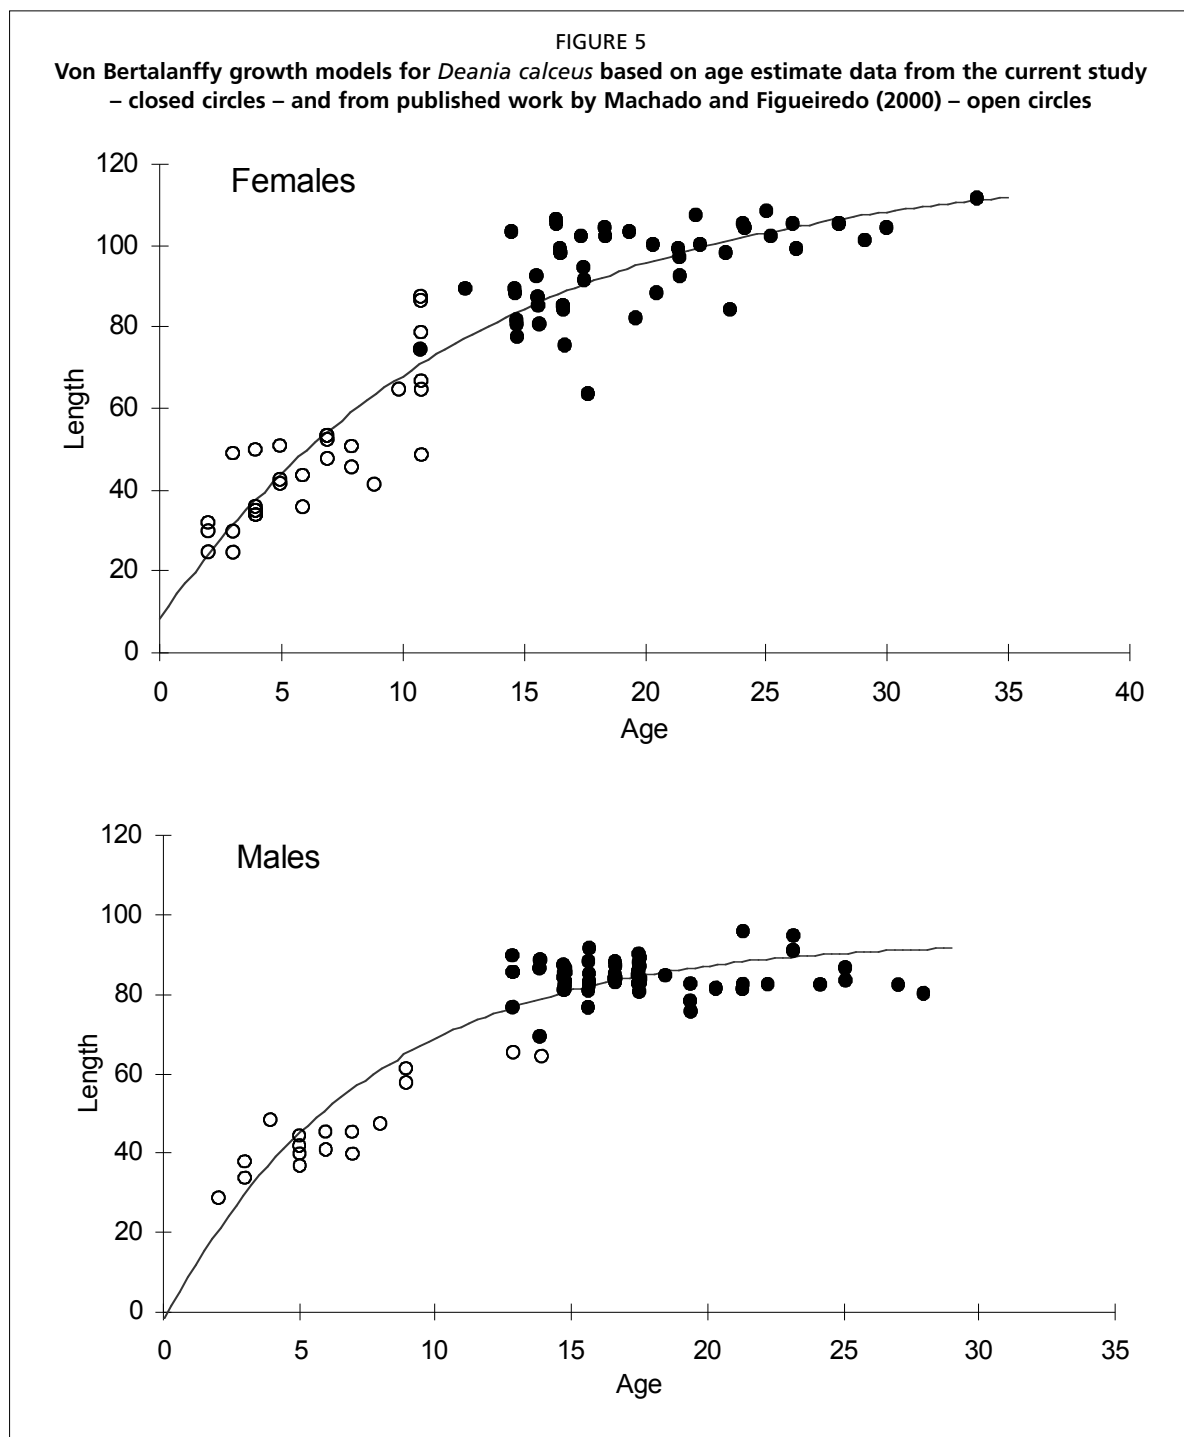 FIGURE 5
Von Bertalanffy growth models for Deania calceus based on age estimate data from the current study
– closed circles – and from published work by Machado and Figueiredo (2000) – open circles
120
Females
100
80
60
40
20
0
Length
0 5 10 15 20 25 30 35 40
Age
120
Males
100
80
60
40
20
0
Length
0 5 10 15 20 25 30 35
Age